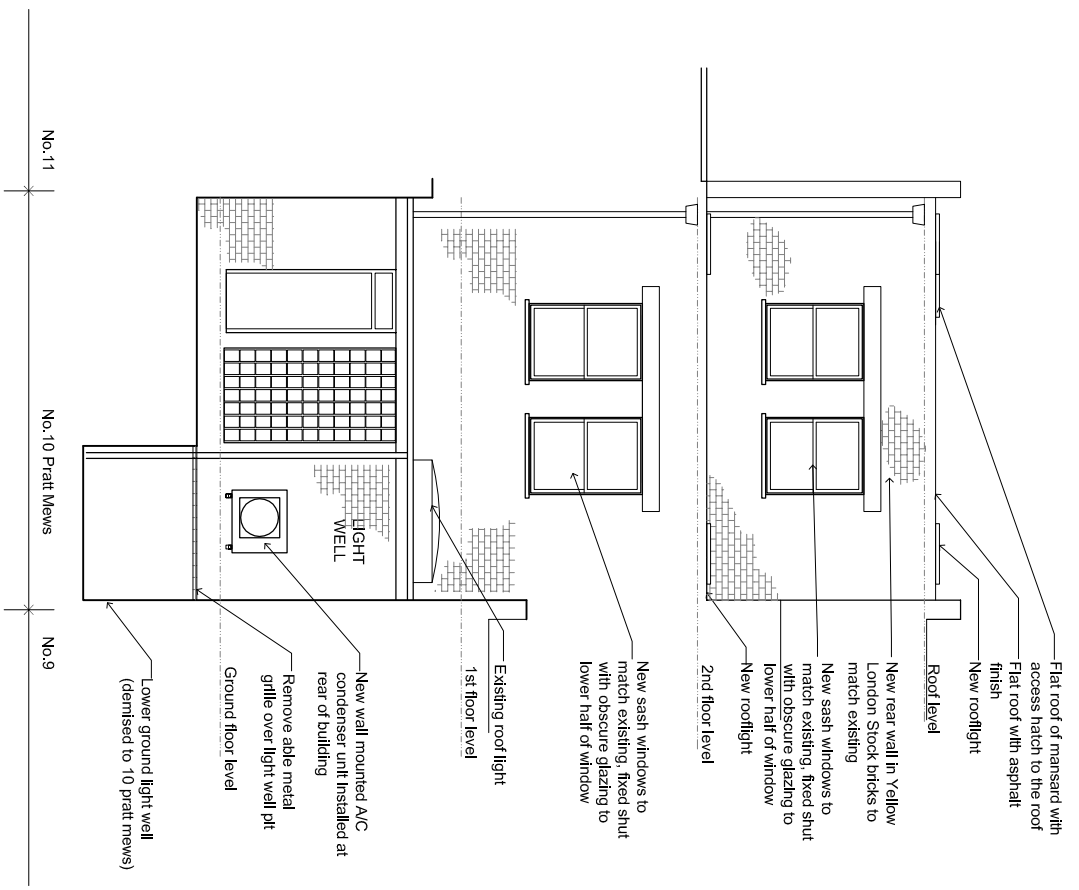 Flat roof of mansard with
access hatch to the roof
Flat roof with asphalt
finish
New rooflight
Roof level
New rear wall in Yellow
London Stock bricks to
match existing
New sash windows to
match existing, fixed shut
with obscure glazing to
lower half of window
New rooflight
2nd floor level
New sash windows to
match existing, fixed shut
with obscure glazing to
lower half of window
Existing roof light
1st floor level
LIGHT
WELL
New wall mounted A/C
condenser unit Installed at
rear of building
Remove able metal
grille over light well pit
Ground floor level
Lower ground light well
(demised to 10 pratt mews)
No.11
No.10 Pratt Mews
No.9